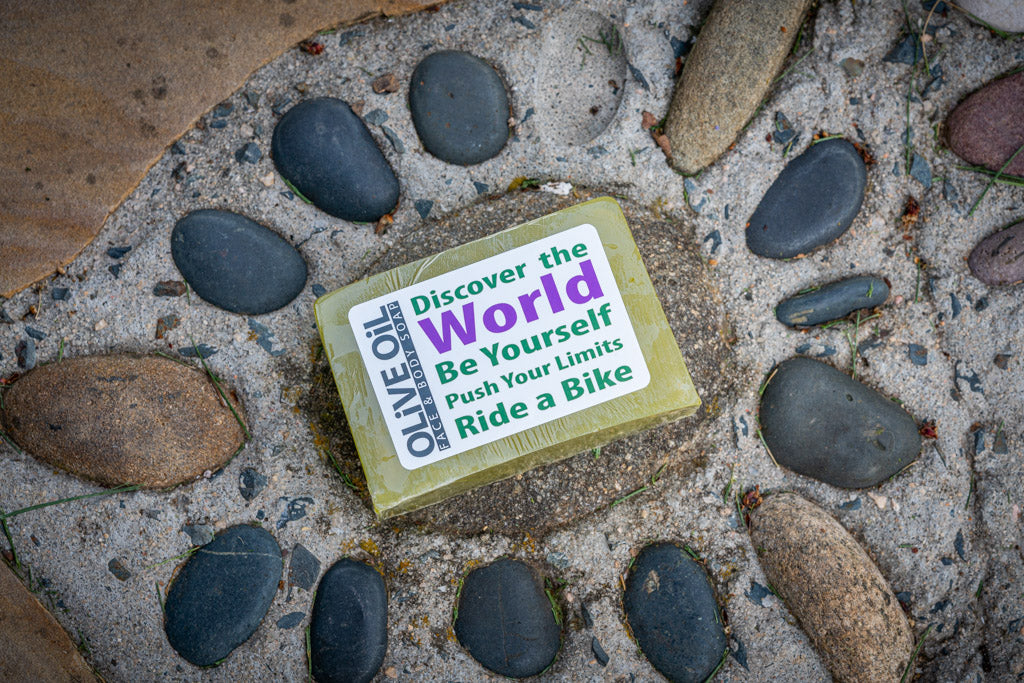 OLiVE OiL
FACE & BODY SOAP
Discover the
World
Be Yourself
Push Your Limits
Ride a Bike